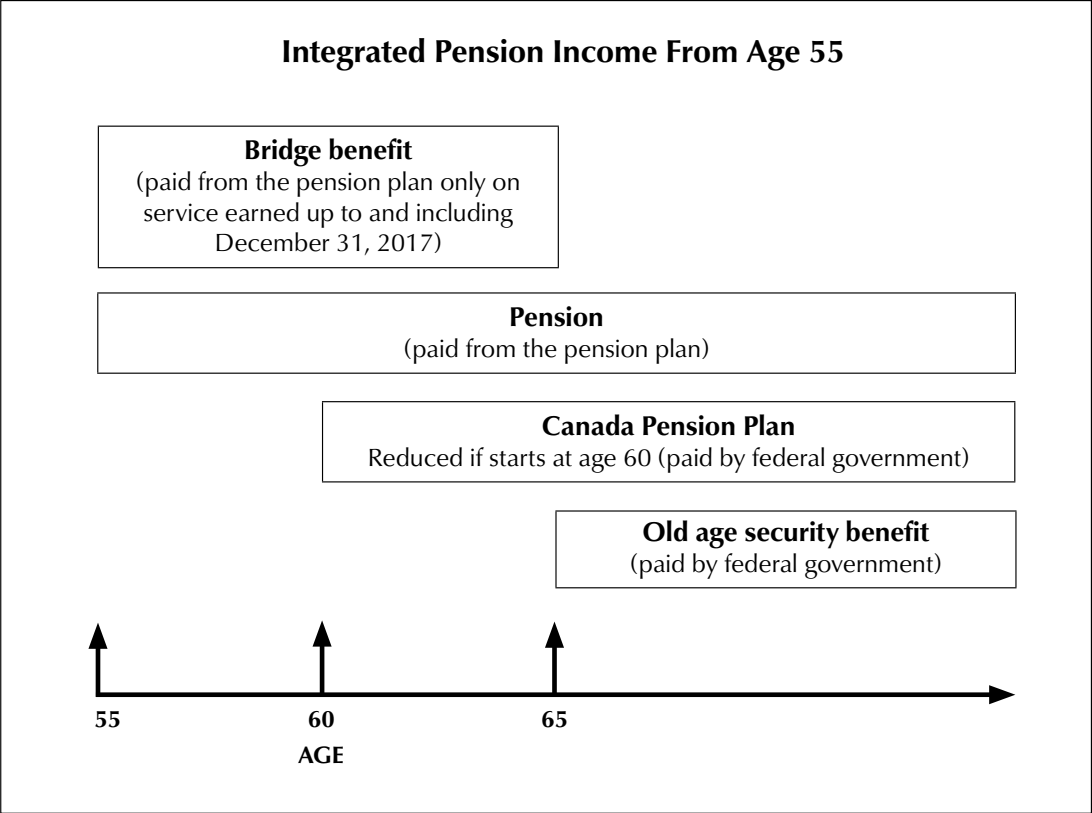 Integrated Pension Income From Age 55
Bridge benefit
(paid from the pension plan only on
service earned up to and including
December 31, 2017)
Pension
(paid from the pension plan)
Canada Pension Plan
Reduced if starts at age 60 (paid by federal government)
Old age security benefit
(paid by federal government)
55 60 65
AGE